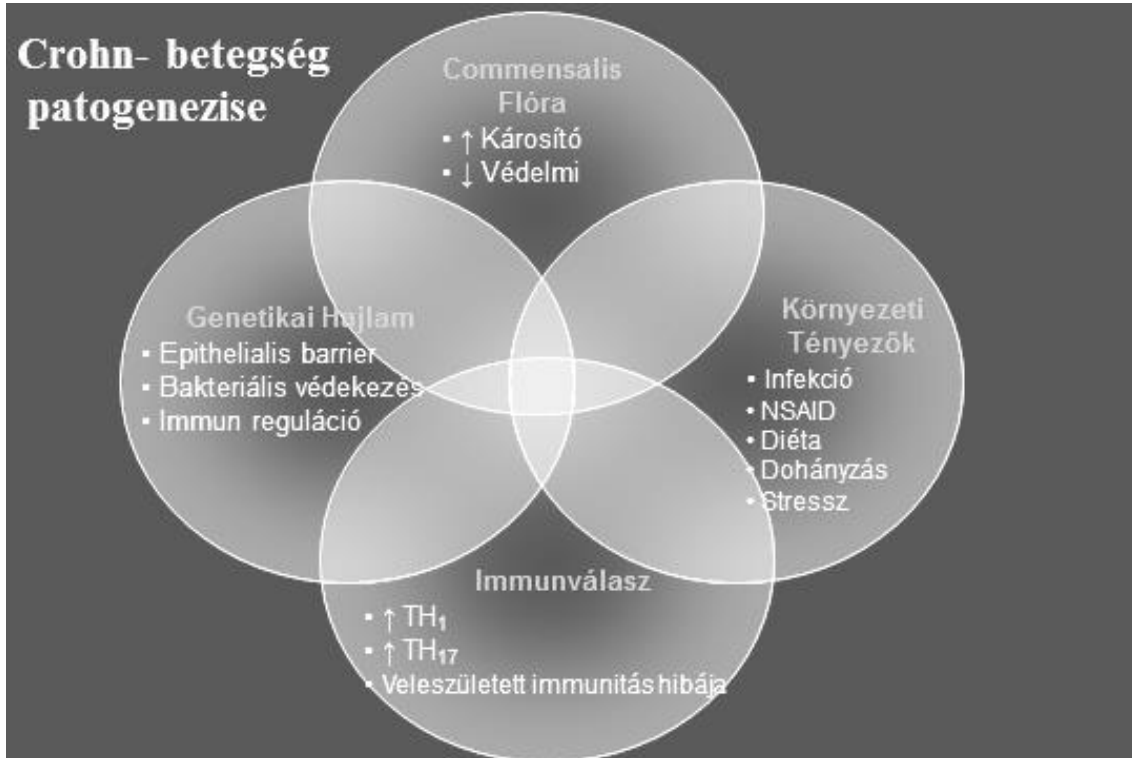 Crohn- betegség
patogenezise
Commensalis
Flóra
▪ ↑ Károsító
▪ ↓ Védelmi
Genetikai Hajlam
▪ Epithelialis barrier
▪ Bakteriális védekezés
▪ Immun reguláció
Környezeti
Tényezők
• Infekció
• NSAID
• Diéta
• Dohányzás
• Stressz
Immunválasz
▪ ↑ TH₁
▪ ↑ TH₁₇
▪ Veleszületett immunitás hibája